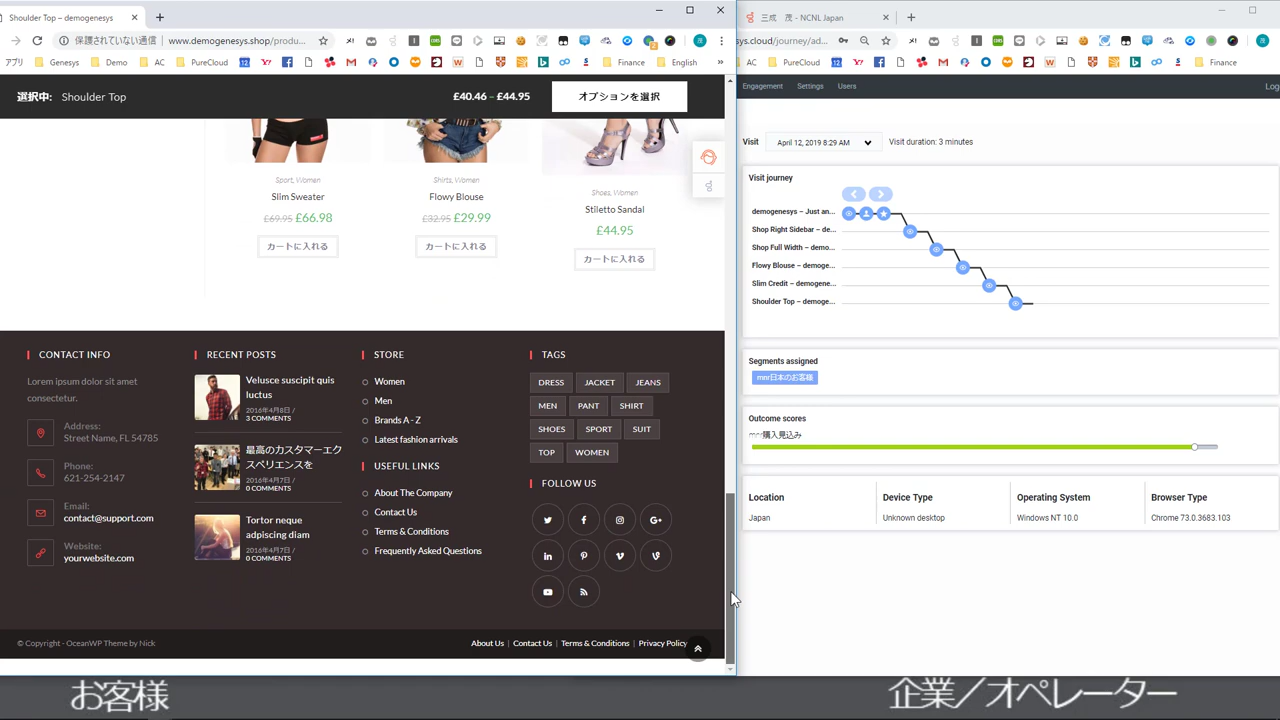 Shoulder Top – demogenesys
三成 茂 - NCNL Japan
保護されていない通信
www.demogenesys.shop/produ...
ys.cloud/journey/ad...
アプリ
Genesys
Demo
AC
PureCloud
Finance
English
»
AC
PureCloud
Finance
選択中: Shoulder Top
£40.46 – £44.95
オプションを選択
Engagement
Settings
Users
Log
Sport, Women
Slim Sweater
£69.95 £66.98
カートに入れる
Shirts, Women
Flowy Blouse
£32.95 £29.99
カートに入れる
Shoes, Women
Stiletto Sandal
£44.95
カートに入れる
Visit
April 12, 2019 8:29 AM
Visit duration: 3 minutes
Visit journey
demogenesys – Just an...
Shop Right Sidebar – de...
Shop Full Width – demo...
Flowy Blouse – demoge...
Slim Credit – demogene...
Shoulder Top – demoge...
Segments assigned
mnr日本のお客様
Outcome scores
mnr購入見込み
Location
Japan
Device Type
Unknown desktop
Operating System
Windows NT 10.0
Browser Type
Chrome 73.0.3683.103
CONTACT INFO
Lorem ipsum dolor sit amet
consectetur.
Address:
Street Name, FL 54785
Phone:
621-254-2147
Email:
contact@support.com
Website:
yourwebsite.com
RECENT POSTS
Velusce suscipit quis
luctus
2016年4月8日 /
3 COMMENTS
最高のカスタマーエク
スペリエンスを
2016年4月7日 /
0 COMMENTS
Tortor neque
adpiscing diam
2016年4月7日 /
0 COMMENTS
STORE
Women
Men
Brands A - Z
Latest fashion arrivals
USEFUL LINKS
About The Company
Contact Us
Terms & Conditions
Frequently Asked Questions
TAGS
DRESS
JACKET
JEANS
MEN
PANT
SHIRT
SHOES
SPORT
SUIT
TOP
WOMEN
FOLLOW US
© Copyright - OceanWP Theme by Nick
About Us | Contact Us | Terms & Conditions | Privacy Policy
お客様
企業／オペレーター